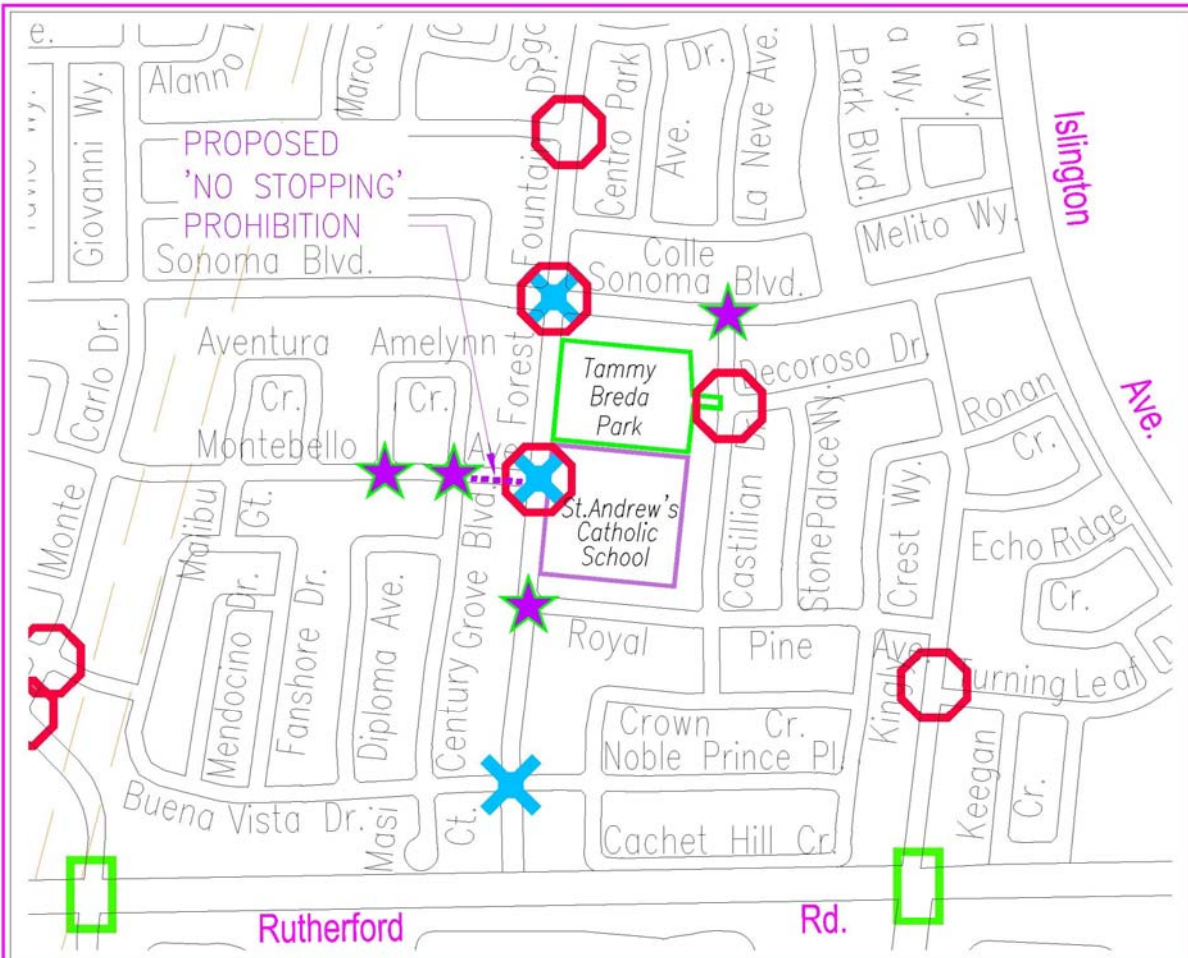 e.
Giovanni Wy.
Alanno
Marco
Dr.
Fountain
Centro Park
Ave.
Dr.
La Neve Ave.
Park Blvd.
Wy.
Wy.
Islington
Ave.
PROPOSED
'NO STOPPING'
PROHIBITION
Sonoma Blvd.
Colle
Sonoma Blvd.
Melito Wy.
Carlo Dr.
Monte
Aventura
Cr.
Amelynn
Cr.
Forest
Tammy
Breda
Park
Decoroso Dr.
Ronan
Cr.
Montebello
Ave.
St.Andrew's
Catholic
School
Malibu
Gt.
Mendocino Dr.
Fanshore Dr.
Diploma Ave.
Century Grove Blvd.
Castillian Dr.
StonePalaceWy.
Crest Wy.
Echo Ridge
Cr.
Royal
Pine
Ave.
Kingly
Turning Leaf
D
Crown Cr.
Noble Prince Pl.
Keegan
Cr.
Buena Vista Dr.
Masi
Ct.
Cachet Hill Cr.
Rutherford
Rd.